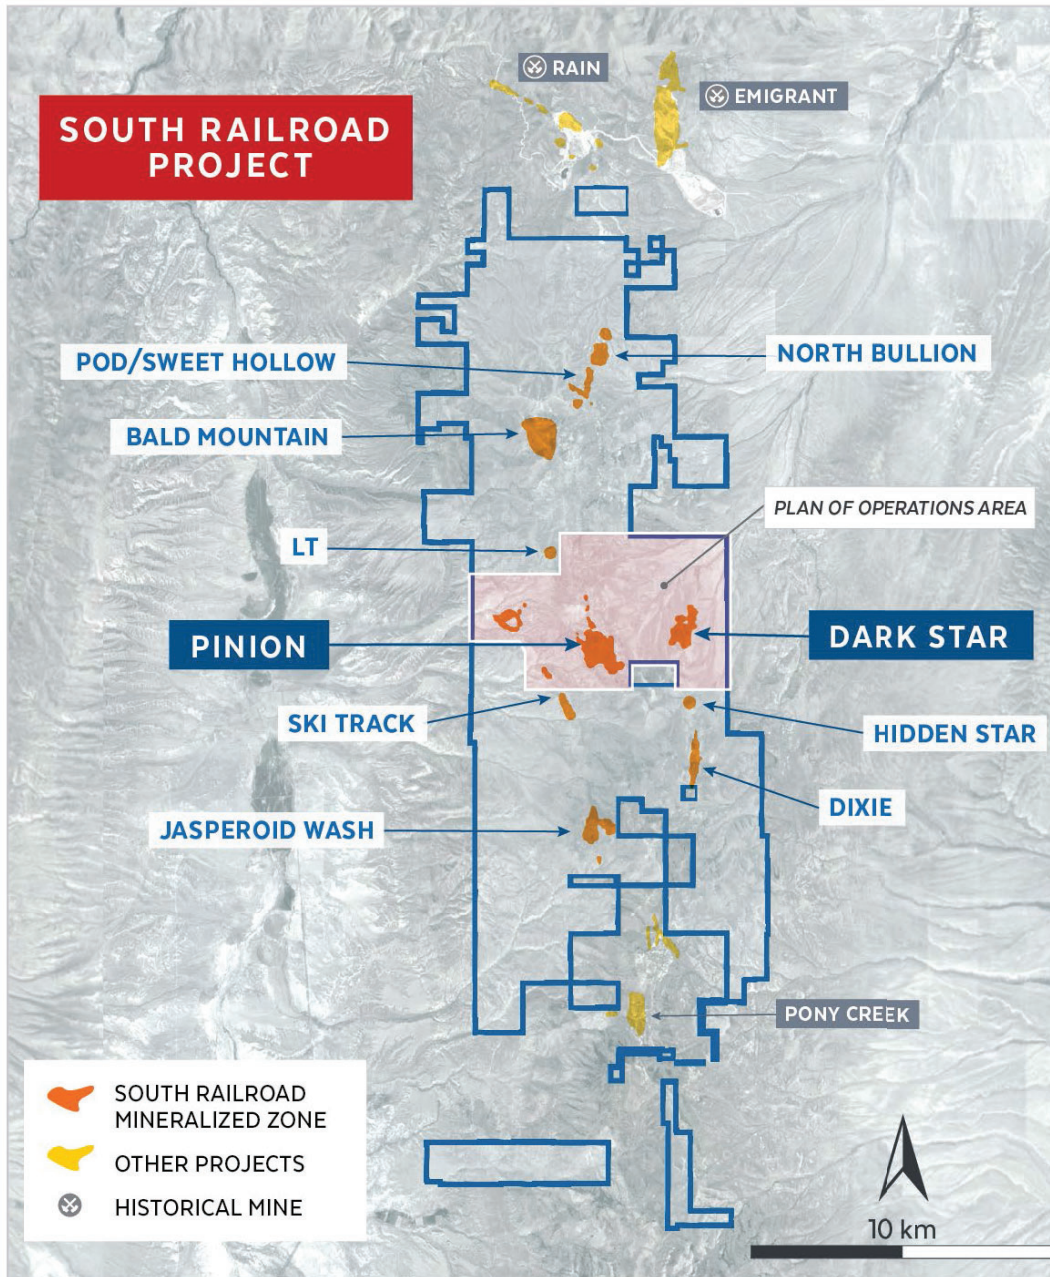 RAIN
EMIGRANT
SOUTH RAILROAD
PROJECT
POD/SWEET HOLLOW
NORTH BULLION
BALD MOUNTAIN
PLAN OF OPERATIONS AREA
LT
PINION
DARK STAR
SKI TRACK
HIDDEN STAR
DIXIE
JASPEROID WASH
PONY CREEK
SOUTH RAILROAD
MINERALIZED ZONE
OTHER PROJECTS
HISTORICAL MINE
10 km